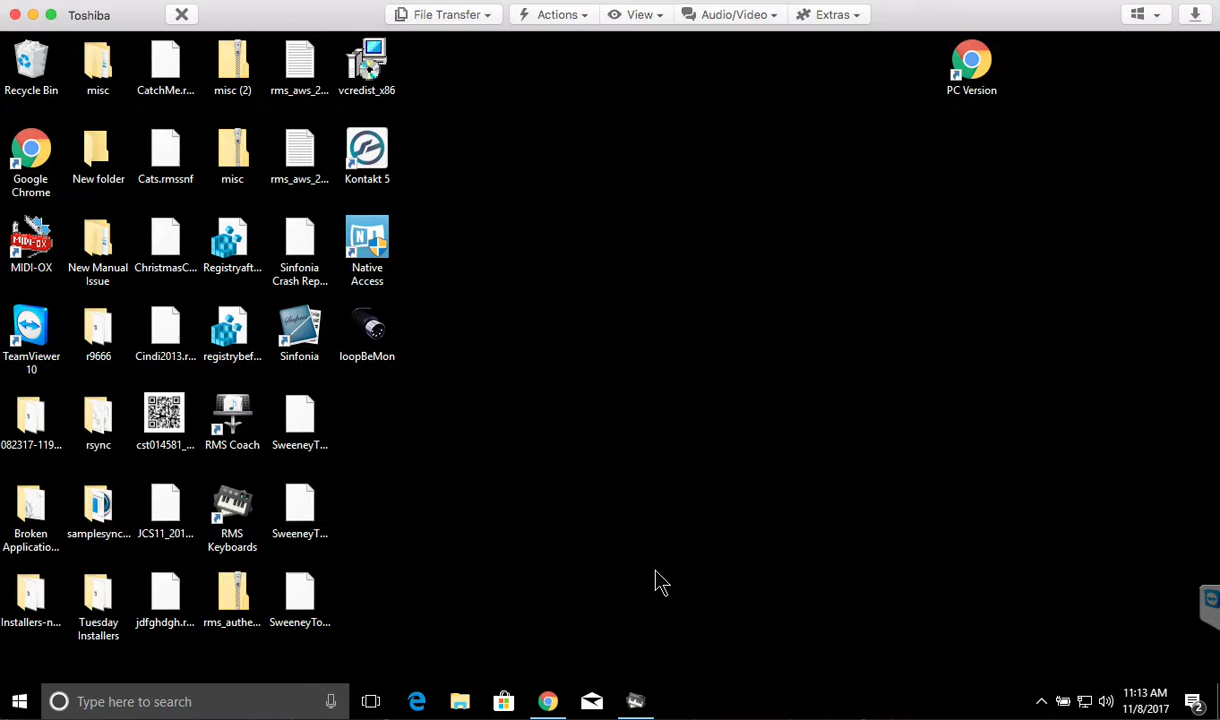 Toshiba
File Transfer
Actions
View
Audio/Video
Extras
Recycle Bin
misc
CatchMe.r...
misc (2)
rms_aws_2...
vcredist_x86
PC Version
Google
Chrome
New folder
Cats.rmssnf
misc
rms_aws_2...
Kontakt 5
MIDI-OX
MIDI-OX
New Manual
Issue
ChristmasC...
Registryaft...
Sinfonia
Crash Rep...
Native
Access
TeamViewer
10
r9666
Cindi2013.r...
registrybef...
Sinfonia
Sinfonia
loopBeMon
082317-119...
rsync
cst014581_...
RMS Coach
SweeneyT...
Broken
Applicatio...
samplesync...
JCS11_201...
RMS
Keyboards
SweeneyT...
Installers-n...
Tuesday
Installers
jdfghdgh.r...
rms_authe...
SweeneyTo...
Type here to search
11:13 AM
11/8/2017
2